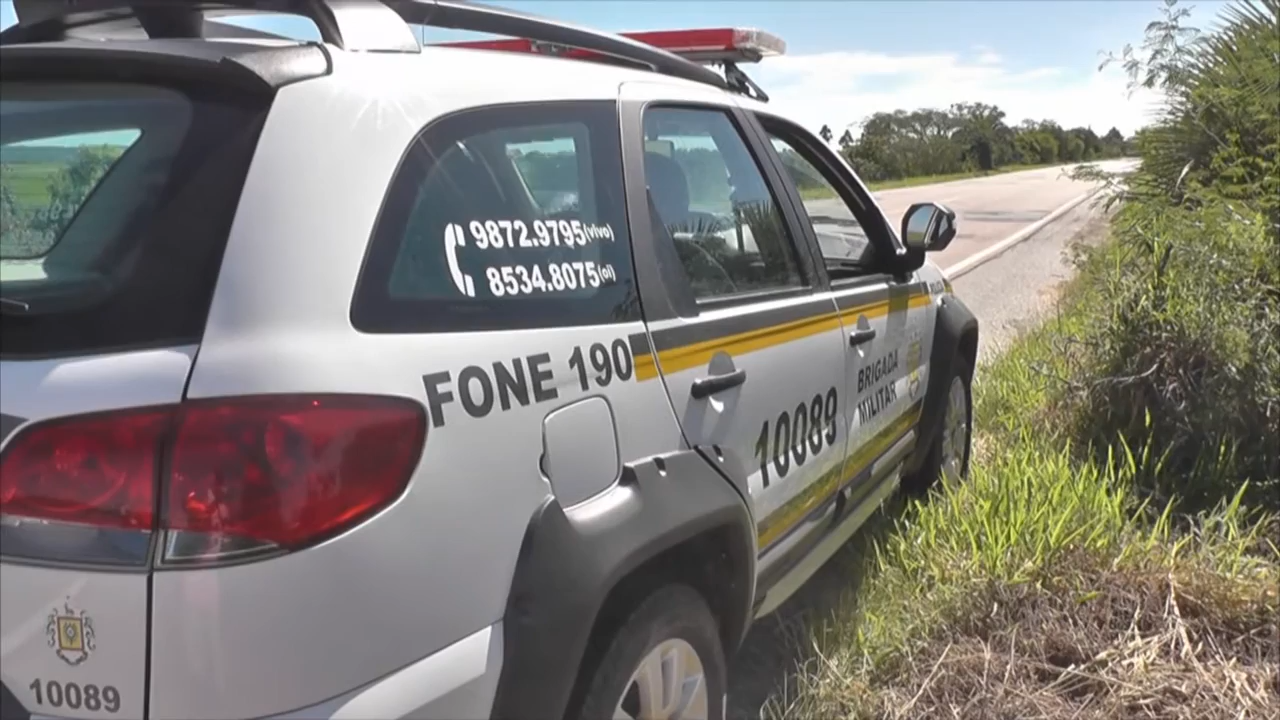 9872.9795(vivo)
8534.8075(oi)
FONE 190
10089
BRIGADA
MILITAR
10089